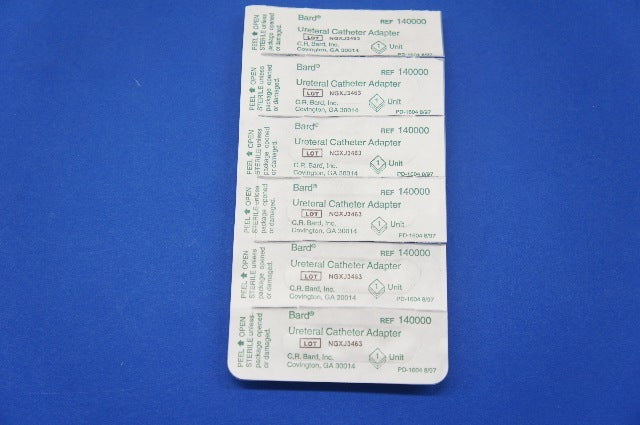 PEEL ⬆ OPEN
STERILE unless
package opened
or damaged.
Bard®
REF 140000
Ureteral Catheter Adapter
LOT NGXJ3463
C.R. Bard, Inc.
Covington, GA 30014
1 Unit
PD-1604 8/97
PEEL ⬆ OPEN
STERILE unless
package opened
or damaged.
Bard®
REF 140000
Ureteral Catheter Adapter
LOT NGXJ3463
C.R. Bard, Inc.
Covington, GA 30014
1 Unit
PD-1604 8/97
PEEL ⬆ OPEN
STERILE unless
package opened
or damaged.
Bard®
REF 140000
Ureteral Catheter Adapter
LOT NGXJ3463
C.R. Bard, Inc.
Covington, GA 30014
1 Unit
PD-1604 8/97
PEEL ⬆ OPEN
STERILE unless
package opened
or damaged.
Bard®
REF 140000
Ureteral Catheter Adapter
LOT NGXJ3463
C.R. Bard, Inc.
Covington, GA 30014
1 Unit
PD-1604 8/97
PEEL ⬆ OPEN
STERILE unless
package opened
or damaged.
Bard®
REF 140000
Ureteral Catheter Adapter
LOT NGXJ3463
C.R. Bard, Inc.
Covington, GA 30014
1 Unit
PD-1604 8/97
PEEL ⬆ OPEN
STERILE unless
package opened
or damaged.
Bard®
REF 140000
Ureteral Catheter Adapter
LOT NGXJ3463
C.R. Bard, Inc.
Covington, GA 30014
1 Unit
PD-1604 8/97